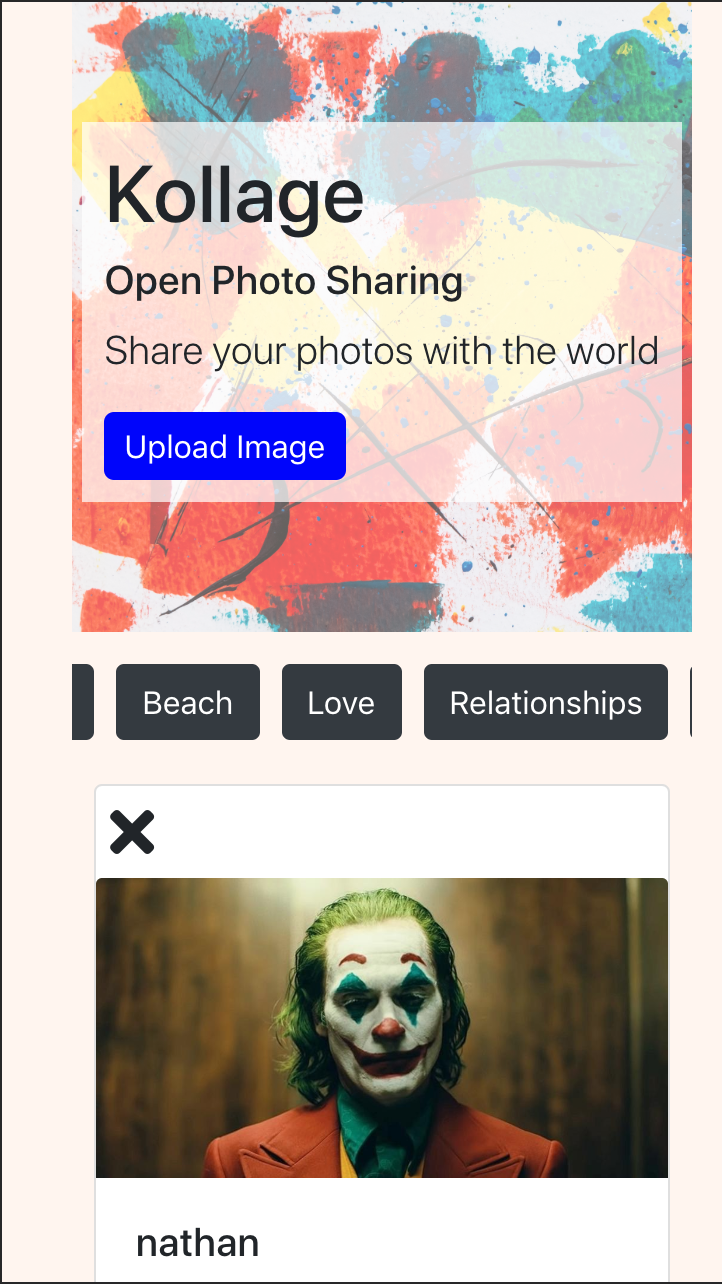 Kollage
Open Photo Sharing
Share your photos with the world
Upload Image
Beach
Love
Relationships
nathan